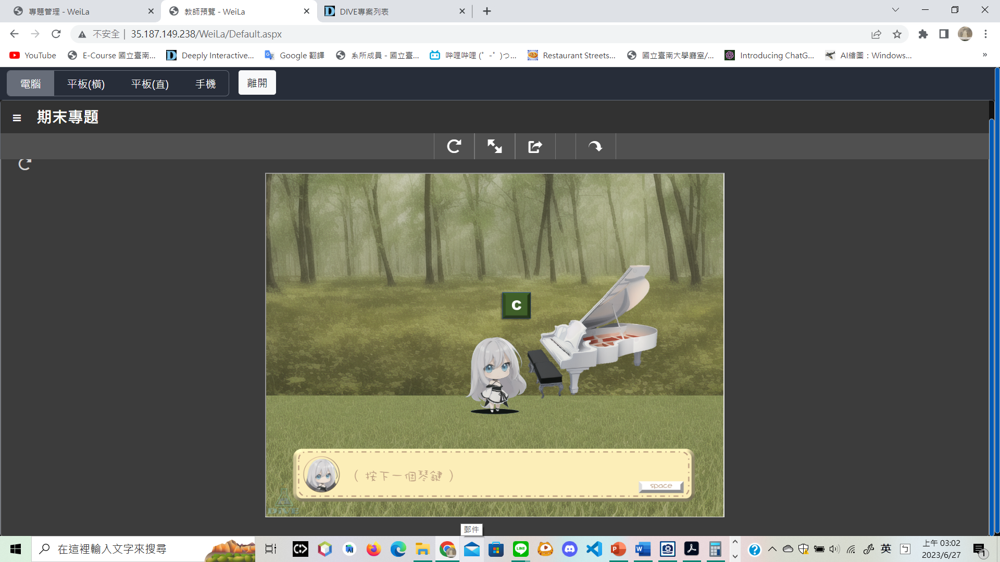 專題管理 - WeiLa
教師預覽 - WeiLa
DIVE專案列表
不安全 | 35.187.149.238/WeiLa/Default.aspx
YouTube
E-Course 國立臺南...
Deeply Interactive...
Google 翻譯
系所成員 - 國立臺...
哔哩哔哩 (゜-゜)つ...
Restaurant Streets...
國立臺南大學廳室/...
Introducing ChatG...
AI繪圖：Windows...
»
電腦
平板(橫)
平板(直)
手機
離開
期末專題
C
( 按下一個琴鍵 )
space
DIVE
郵件
在這裡輸入文字來搜尋
英
上午 03:02
2023/6/27
1